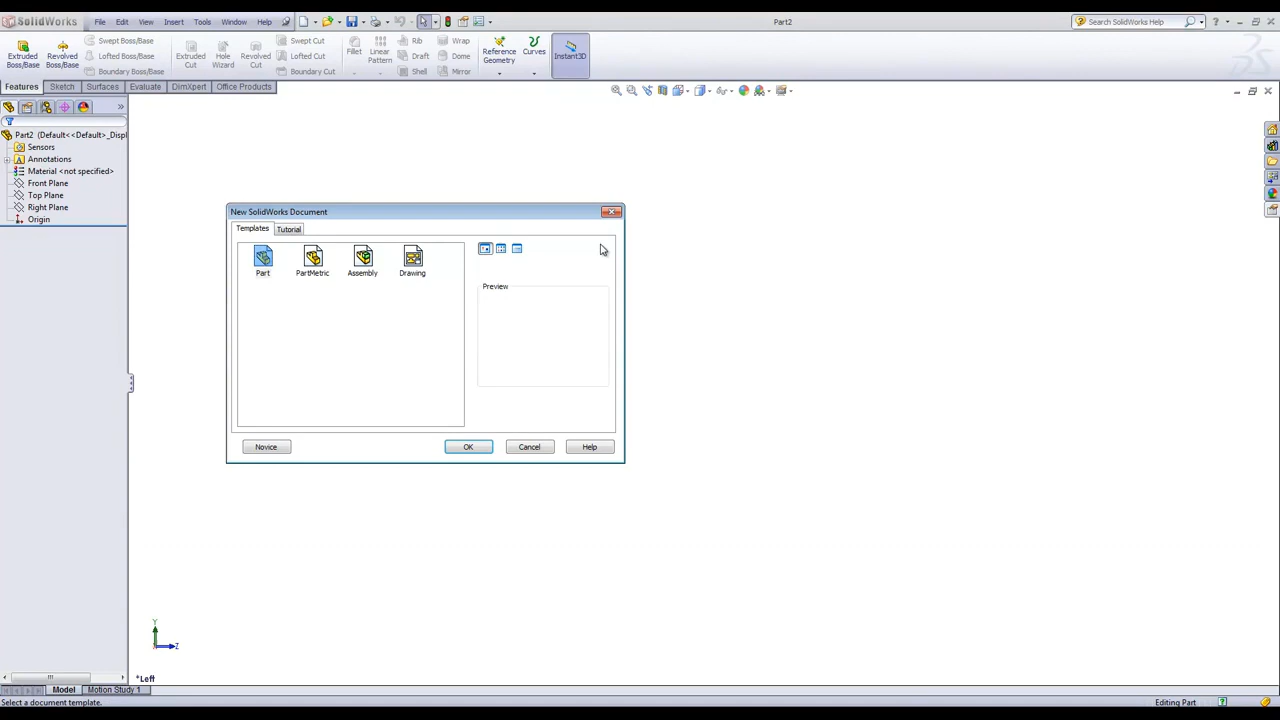 SolidWorks File Edit View Insert Tools Window Help Part2 Search SolidWorks Help
Extruded Boss/Base
Revolved Boss/Base
Swept Boss/Base
Lofted Boss/Base
Boundary Boss/Base
Extruded Cut
Hole Wizard
Revolved Cut
Swept Cut
Lofted Cut
Boundary Cut
Fillet
Linear Pattern
Rib
Draft
Shell
Wrap
Dome
Mirror
Reference Geometry
Curves
Instant3D
Features Sketch Surfaces Evaluate DimXpert Office Products
Part2 (Default<<Default>_Displ
Sensors
Annotations
Material <not specified>
Front Plane
Top Plane
Right Plane
Origin
New SolidWorks Document
Templates Tutorial
Part PartMetric Assembly Drawing
Preview
Novice OK Cancel Help
Y
Z
*Left
Model Motion Study 1
Select a document template. Editing Part